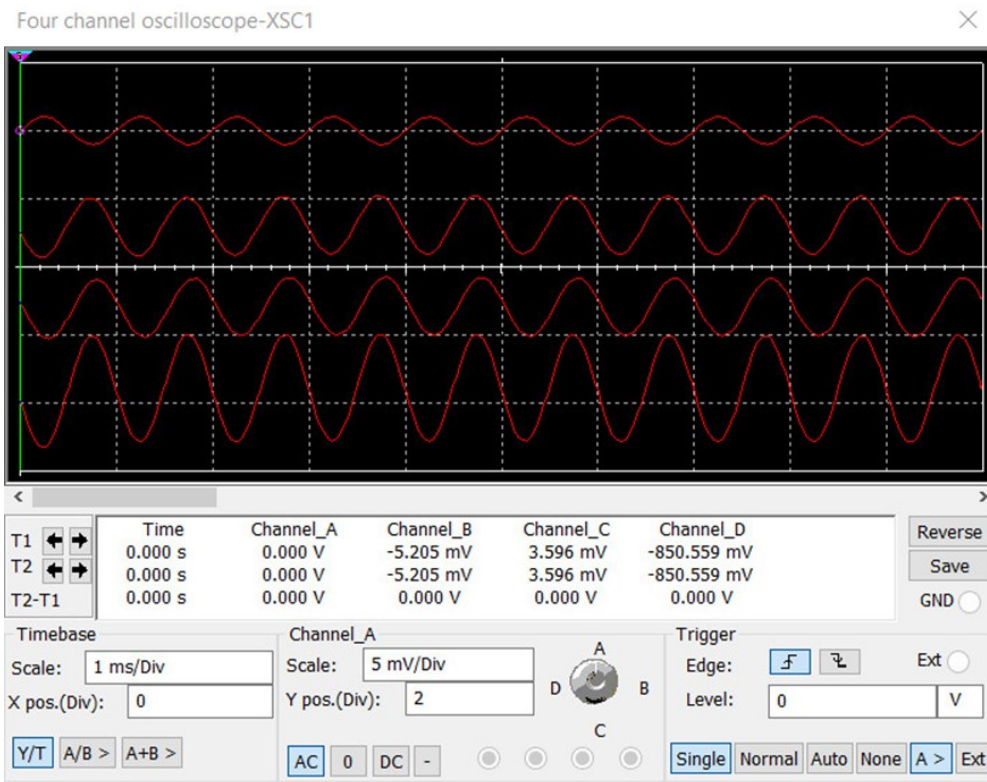 Four channel oscilloscope-XSC1
T1
T2
T2-T1
Time Channel_A Channel_B Channel_C Channel_D
0.000 s 0.000 V -5.205 mV 3.596 mV -850.559 mV
0.000 s 0.000 V -5.205 mV 3.596 mV -850.559 mV
0.000 s 0.000 V 0.000 V 0.000 V 0.000 V
Reverse
Save
GND
Timebase
Scale: 1 ms/Div
X pos.(Div): 0
Y/T A/B > A+B >
Channel_A
Scale: 5 mV/Div
Y pos.(Div): 2
AC 0 DC -
A
D B
C
Trigger
Edge: Ext
Level: 0 V
Single Normal Auto None A > Ext